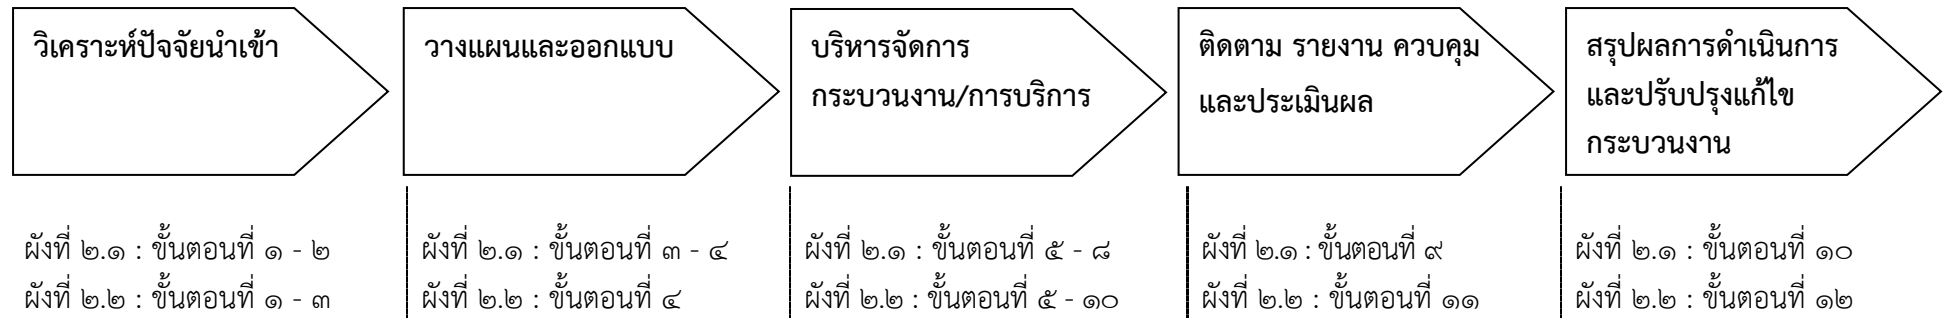 วิเคราะห์ปัจจัยนำเข้า
วางแผนและออกแบบ
บริหารจัดการ
กระบวนงาน/การบริการ
ติดตาม รายงาน ควบคุม
และประเมินผล
สรุปผลการดำเนินการ
และปรับปรุงแก้ไข
กระบวนงาน
ผังที่ ๒.๑ : ขั้นตอนที่ ๑ - ๒
ผังที่ ๒.๒ : ขั้นตอนที่ ๑ - ๓
ผังที่ ๒.๑ : ขั้นตอนที่ ๓ - ๔
ผังที่ ๒.๒ : ขั้นตอนที่ ๔
ผังที่ ๒.๑ : ขั้นตอนที่ ๕ - ๘
ผังที่ ๒.๒ : ขั้นตอนที่ ๕ - ๑๐
ผังที่ ๒.๑ : ขั้นตอนที่ ๙
ผังที่ ๒.๒ : ขั้นตอนที่ ๑๑
ผังที่ ๒.๑ : ขั้นตอนที่ ๑๐
ผังที่ ๒.๒ : ขั้นตอนที่ ๑๒